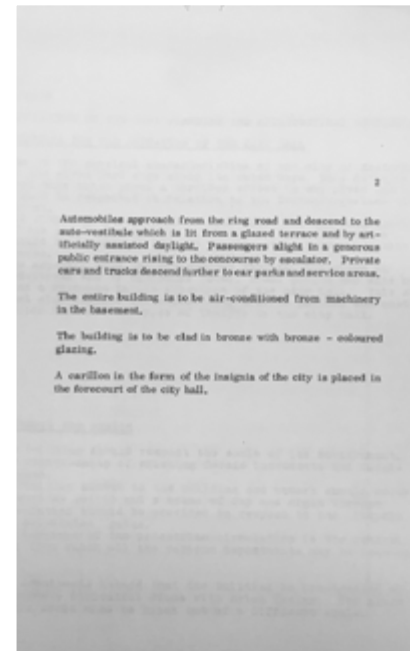 2
Automobiles approach from the ring road and descend to the
auto-vestibule which is lit from a glazed terrace and by art-
ificially assisted daylight. Passengers alight in a generous
public entrance rising to the concourse by escalator. Private
cars and trucks descend further to car parks and service areas.
The entire building is to be air-conditioned from machinery
in the basement.
The building is to be clad in bronze with bronze - coloured
glazing.
A carillon in the form of the insignia of the city is placed in
the forecourt of the city hall.